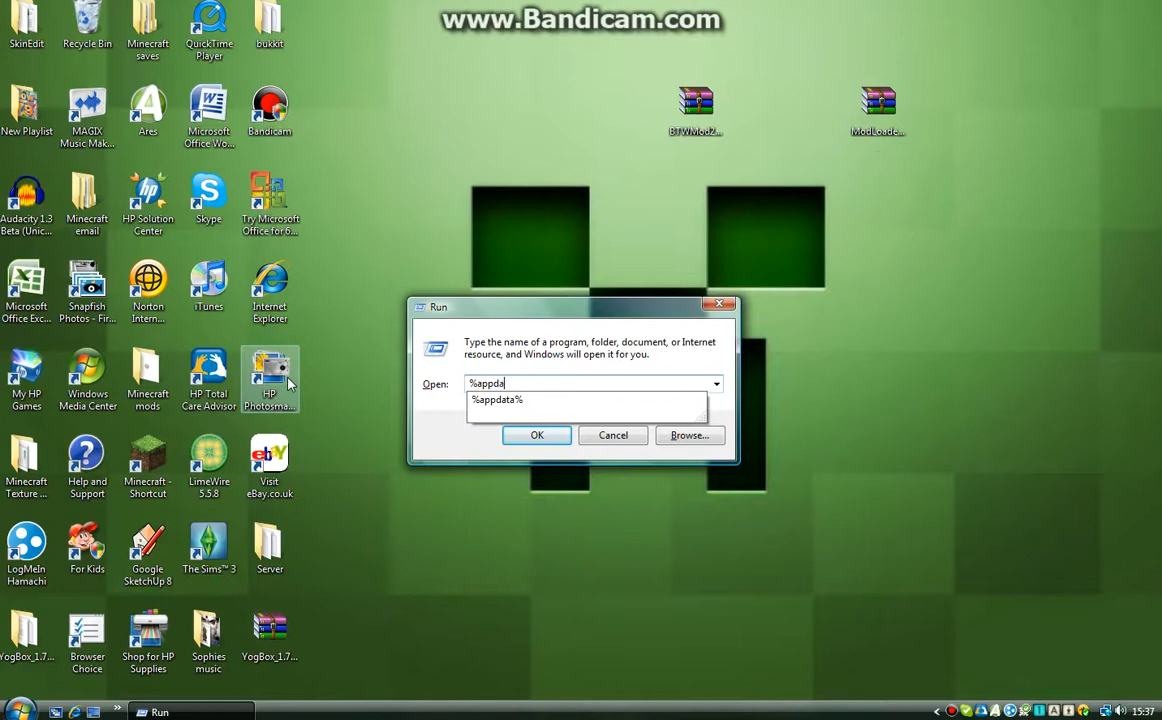 www.Bandicam.com
SkinEdit
Recycle Bin
Minecraft
saves
QuickTime
Player
bukkit
New Playlist
MAGIX
Music Mak...
Ares
Microsoft
Office Wo...
Bandicam
BTWMod2...
ModLoade...
Audacity 1.3
Beta (Unic...
Minecraft
email
HP Solution
Center
Skype
Try Microsoft
Office for 6...
Microsoft
Office Exc...
Snapfish
Photos - Fir...
Norton
Intern...
iTunes
Internet
Explorer
My HP
Games
Windows
Media Center
Minecraft
mods
HP Total
Care Advisor
HP
Photosma...
Minecraft
Texture ...
Help and
Support
Minecraft -
Shortcut
LimeWire
5.5.8
Visit
eBay.co.uk
LogMeIn
Hamachi
For Kids
Google
SketchUp 8
The Sims™ 3
Server
YogBox_1.7...
Browser
Choice
Shop for HP
Supplies
Sophies
music
YogBox_1.7...
Run
Type the name of a program, folder, document, or Internet
resource, and Windows will open it for you.
Open:
%appda
%appdata%
OK
Cancel
Browse...
Run
15:37